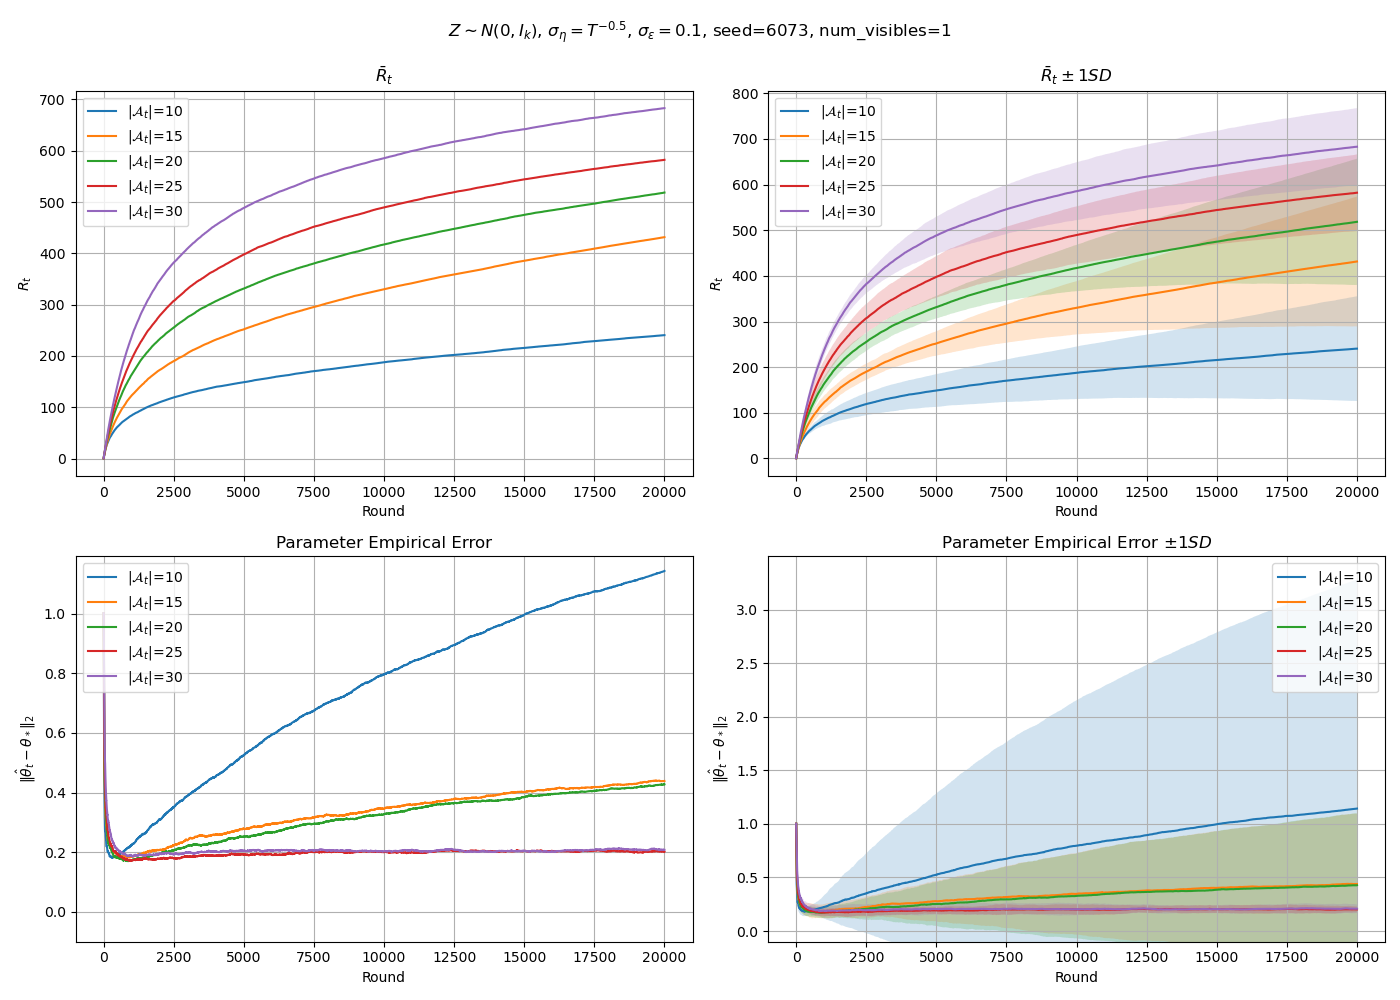 Z ~ N(0, I_k), σ_η = T^{−0.5}, σ_ε = 0.1, seed=6073, num_visibles=1
R̄_t
R_t
700
600
500
400
300
200
100
0
|𝒜_t|=10
|𝒜_t|=15
|𝒜_t|=20
|𝒜_t|=25
|𝒜_t|=30
0 2500 5000 7500 10000 12500 15000 17500 20000
Round
R̄_t ± 1SD
R_t
800
700
600
500
400
300
200
100
0
|𝒜_t|=10
|𝒜_t|=15
|𝒜_t|=20
|𝒜_t|=25
|𝒜_t|=30
0 2500 5000 7500 10000 12500 15000 17500 20000
Round
Parameter Empirical Error
‖θ̂_t − θ_*‖_2
1.0
0.8
0.6
0.4
0.2
0.0
|𝒜_t|=10
|𝒜_t|=15
|𝒜_t|=20
|𝒜_t|=25
|𝒜_t|=30
0 2500 5000 7500 10000 12500 15000 17500 20000
Round
Parameter Empirical Error ±1SD
‖θ̂_t − θ_*‖_2
3.0
2.5
2.0
1.5
1.0
0.5
0.0
|𝒜_t|=10
|𝒜_t|=15
|𝒜_t|=20
|𝒜_t|=25
|𝒜_t|=30
0 2500 5000 7500 10000 12500 15000 17500 20000
Round